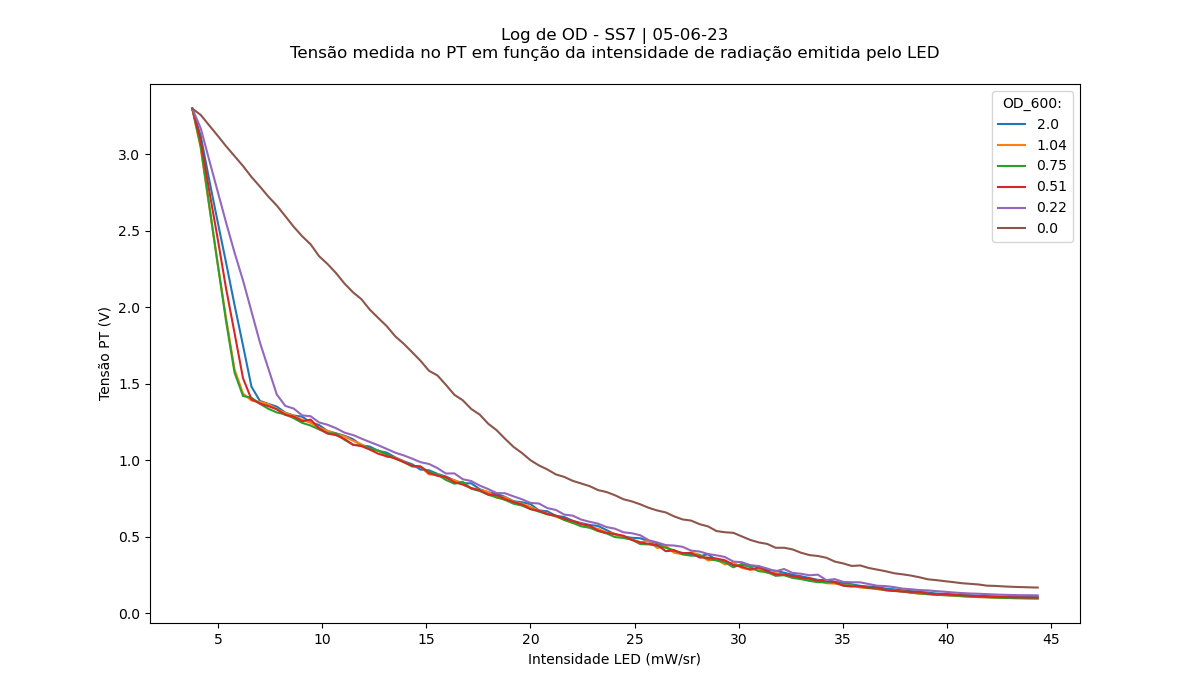 Log de OD - SS7 | 05-06-23
Tensão medida no PT em função da intensidade de radiação emitida pelo LED
OD_600:
2.0
1.04
0.75
0.51
0.22
0.0
Tensão PT (V)
3.0
2.5
2.0
1.5
1.0
0.5
0.0
5 10 15 20 25 30 35 40 45
Intensidade LED (mW/sr)